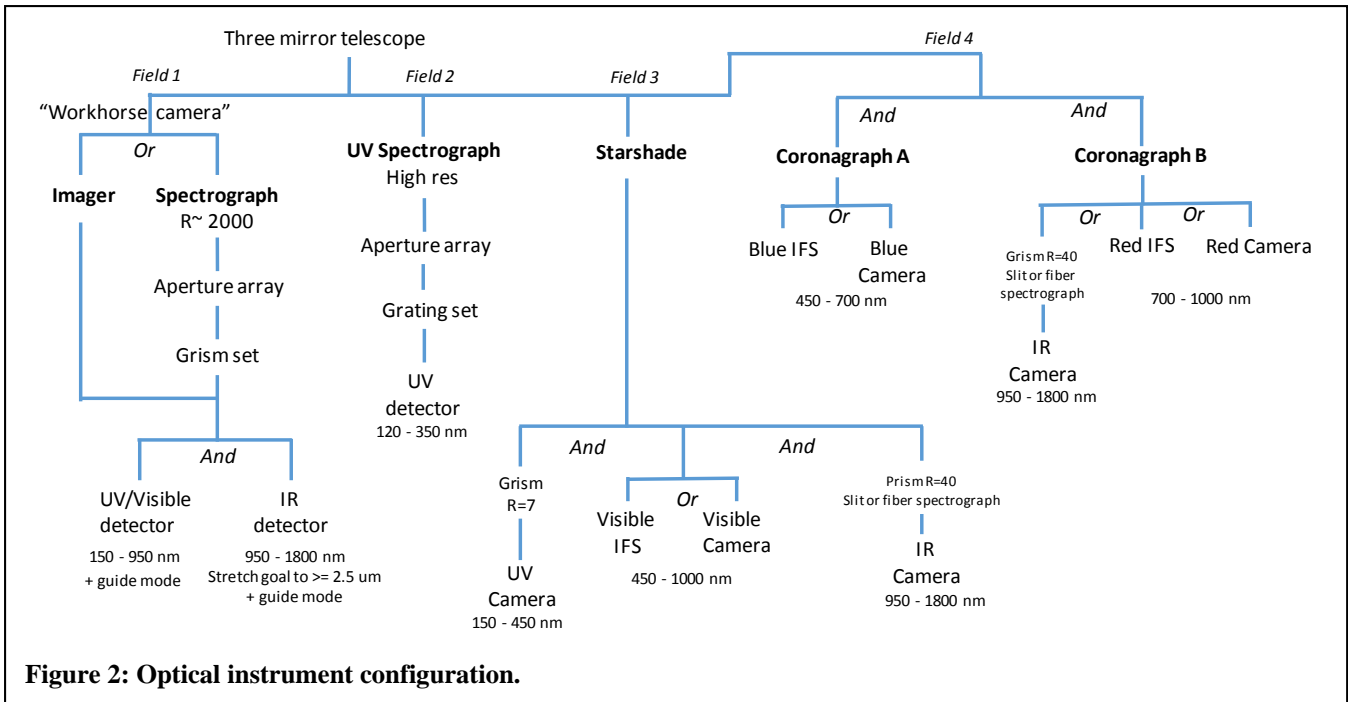 Three mirror telescope
Field 1
Field 2
Field 3
Field 4
“Workhorse camera”
Or
Imager
Spectrograph
R~ 2000
Aperture array
Grism set
And
UV/Visible
detector
150 - 950 nm
+ guide mode
IR
detector
950 - 1800 nm
Stretch goal to >= 2.5 um
+ guide mode
UV Spectrograph
High res
Aperture array
Grating set
UV
detector
120 - 350 nm
Starshade
And
And
Grism
R=7
UV
Camera
150 - 450 nm
Or
Visible
IFS
Visible
Camera
450 - 1000 nm
Prism R=40
Slit or fiber spectrograph
IR
Camera
950 - 1800 nm
And
And
Coronagraph A
Or
Blue IFS
Blue
Camera
450 - 700 nm
Coronagraph B
Or
Or
Grism R=40
Slit or fiber
spectrograph
IR
Camera
950 - 1800 nm
Red IFS
Red Camera
700 - 1000 nm
Figure 2: Optical instrument configuration.